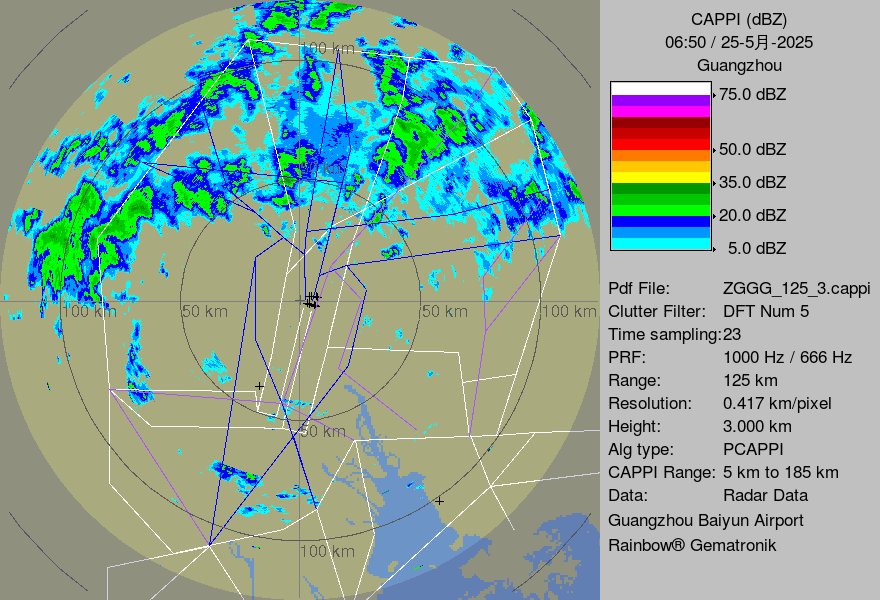 CAPPI (dBZ)
06:50 / 25-5月-2025
Guangzhou
75.0 dBZ
50.0 dBZ
35.0 dBZ
20.0 dBZ
5.0 dBZ
Pdf File: ZGGG_125_3.cappi
Clutter Filter: DFT Num 5
Time sampling:23
PRF: 1000 Hz / 666 Hz
Range: 125 km
Resolution: 0.417 km/pixel
Height: 3.000 km
Alg type: PCAPPI
CAPPI Range: 5 km to 185 km
Data: Radar Data
Guangzhou Baiyun Airport
Rainbow® Gematronik
100 km
100 km
50 km
50 km
100 km
50 km
100 km